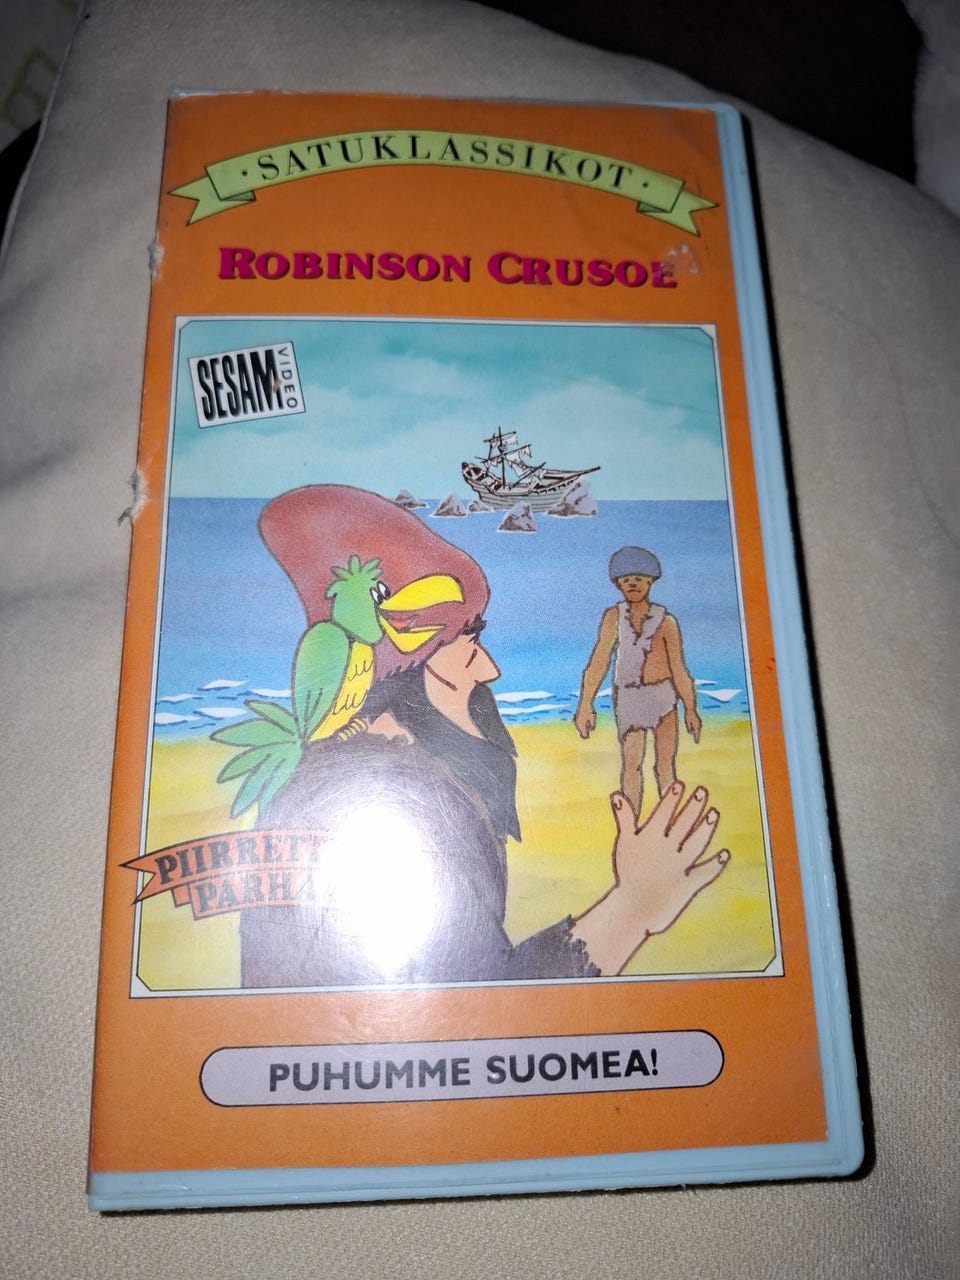 · SATUKLASSIKOT ·
ROBINSON CRUSOE
SESAM
VIDEO
PUHUMME SUOMEA!